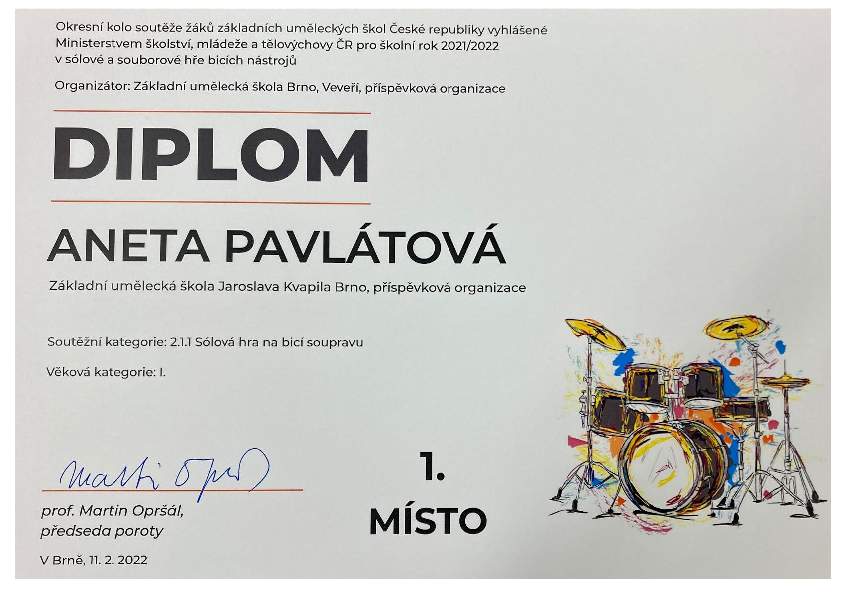 Okresní kolo soutěže žáků základních uměleckých škol České republiky vyhlášené
Ministerstvem školství, mládeže a tělovýchovy ČR pro školní rok 2021/2022
v sólové a souborové hře bicích nástrojů
Organizátor: Základní umělecká škola Brno, Veveří, příspěvková organizace
DIPLOM
ANETA PAVLÁTOVÁ
Základní umělecká škola Jaroslava Kvapila Brno, příspěvková organizace
Soutěžní kategorie: 2.1.1 Sólová hra na bicí soupravu
Věková kategorie: I.
prof. Martin Opršál,
předseda poroty
V Brně, 11. 2. 2022
1.
MÍSTO